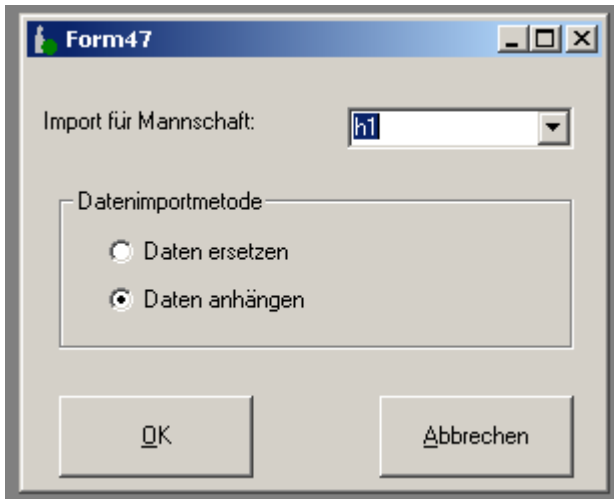 Form47
Import für Mannschaft: h1
Datenimportmetode
Daten ersetzen
Daten anhängen
OK Abbrechen